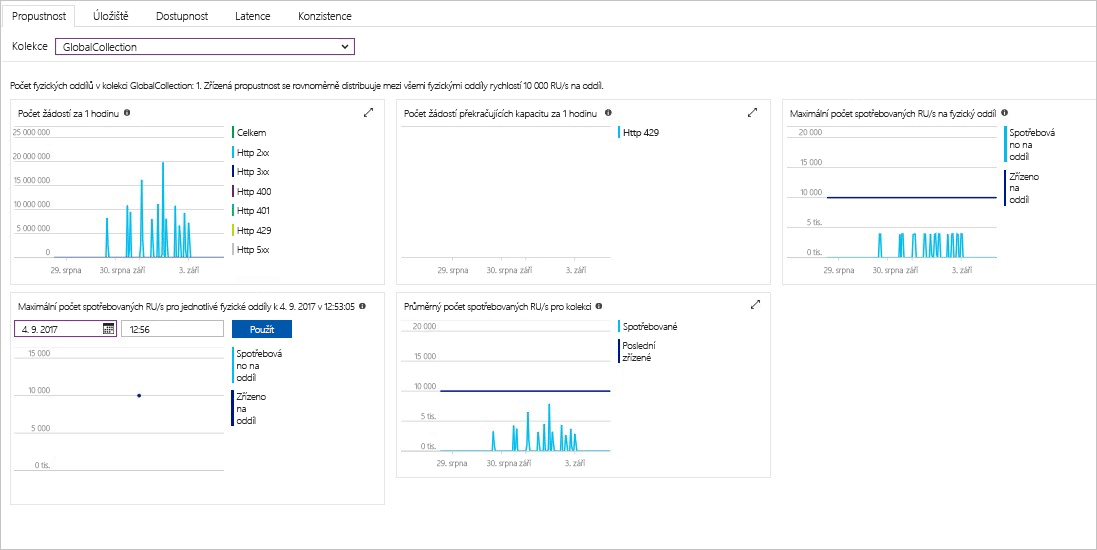 Propustnost Úložiště Dostupnost Latence Konzistence
Kolekce GlobalCollection
Počet fyzických oddílů v kolekci GlobalCollection: 1. Zřízená propustnost se rovnoměrně distribuuje mezi všemi fyzickými oddíly rychlostí 10 000 RU/s na oddíl.
Počet žádostí za 1 hodinu
25 000 000
20 000 000
15 000 000
10 000 000
5 000 000
0
29. srpna 30. srpna září 3. září
Celkem
Http 2xx
Http 3xx
Http 400
Http 401
Http 429
Http 5xx
Počet žádostí překračujících kapacitu za 1 hodinu
29. srpna 30. srpna září 3. září
Http 429
Maximální počet spotřebovaných RU/s na fyzický oddíl
20 000
15 000
10 000
5 tis.
0 tis.
29. srpna 30. srpna září 3. září
Spotřebová
no na
oddíl
Zřízeno
na
oddíl
Maximální počet spotřebovaných RU/s pro jednotlivé fyzické oddíly k 4. 9. 2017 v 12:53:05
4. 9. 2017 12:56 Použít
15 000
10 000
5 000
0 tis.
Spotřebová
no na
oddíl
Zřízeno
na
oddíl
Průměrný počet spotřebovaných RU/s pro kolekci
20 000
15 000
10 000
5 tis.
0 tis.
29. srpna 30. srpna září 3. září
Spotřebované
Poslední
zřízené